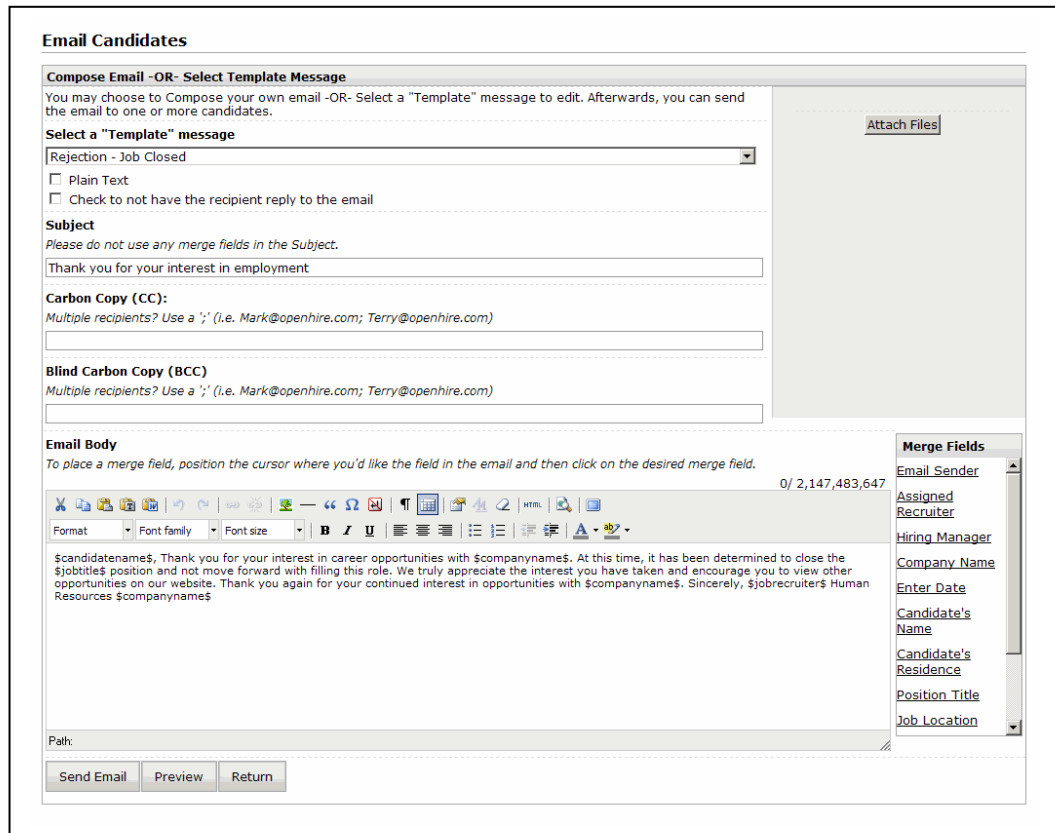 Email Candidates
Compose Email -OR- Select Template Message
You may choose to Compose your own email -OR- Select a "Template" message to edit. Afterwards, you can send
the email to one or more candidates.
Attach Files
Select a "Template" message
Rejection - Job Closed
Plain Text
Check to not have the recipient reply to the email
Subject
Please do not use any merge fields in the Subject.
Thank you for your interest in employment
Carbon Copy (CC):
Multiple recipients? Use a ';' (i.e. Mark@openhire.com; Terry@openhire.com)
Blind Carbon Copy (BCC)
Multiple recipients? Use a ';' (i.e. Mark@openhire.com; Terry@openhire.com)
Email Body
To place a merge field, position the cursor where you'd like the field in the email and then click on the desired merge field.
0/ 2,147,483,647
HTML
Format Font family Font size B I U A ab
$candidatename$, Thank you for your interest in career opportunities with $companyname$. At this time, it has been determined to close the
$jobtitle$ position and not move forward with filling this role. We truly appreciate the interest you have taken and encourage you to view other
opportunities on our website. Thank you again for your continued interest in opportunities with $companyname$. Sincerely, $jobrecruiter$ Human
Resources $companyname$
Path:
Merge Fields
Email Sender
Assigned
Recruiter
Hiring Manager
Company Name
Enter Date
Candidate's
Name
Candidate's
Residence
Position Title
Job Location
Send Email Preview Return